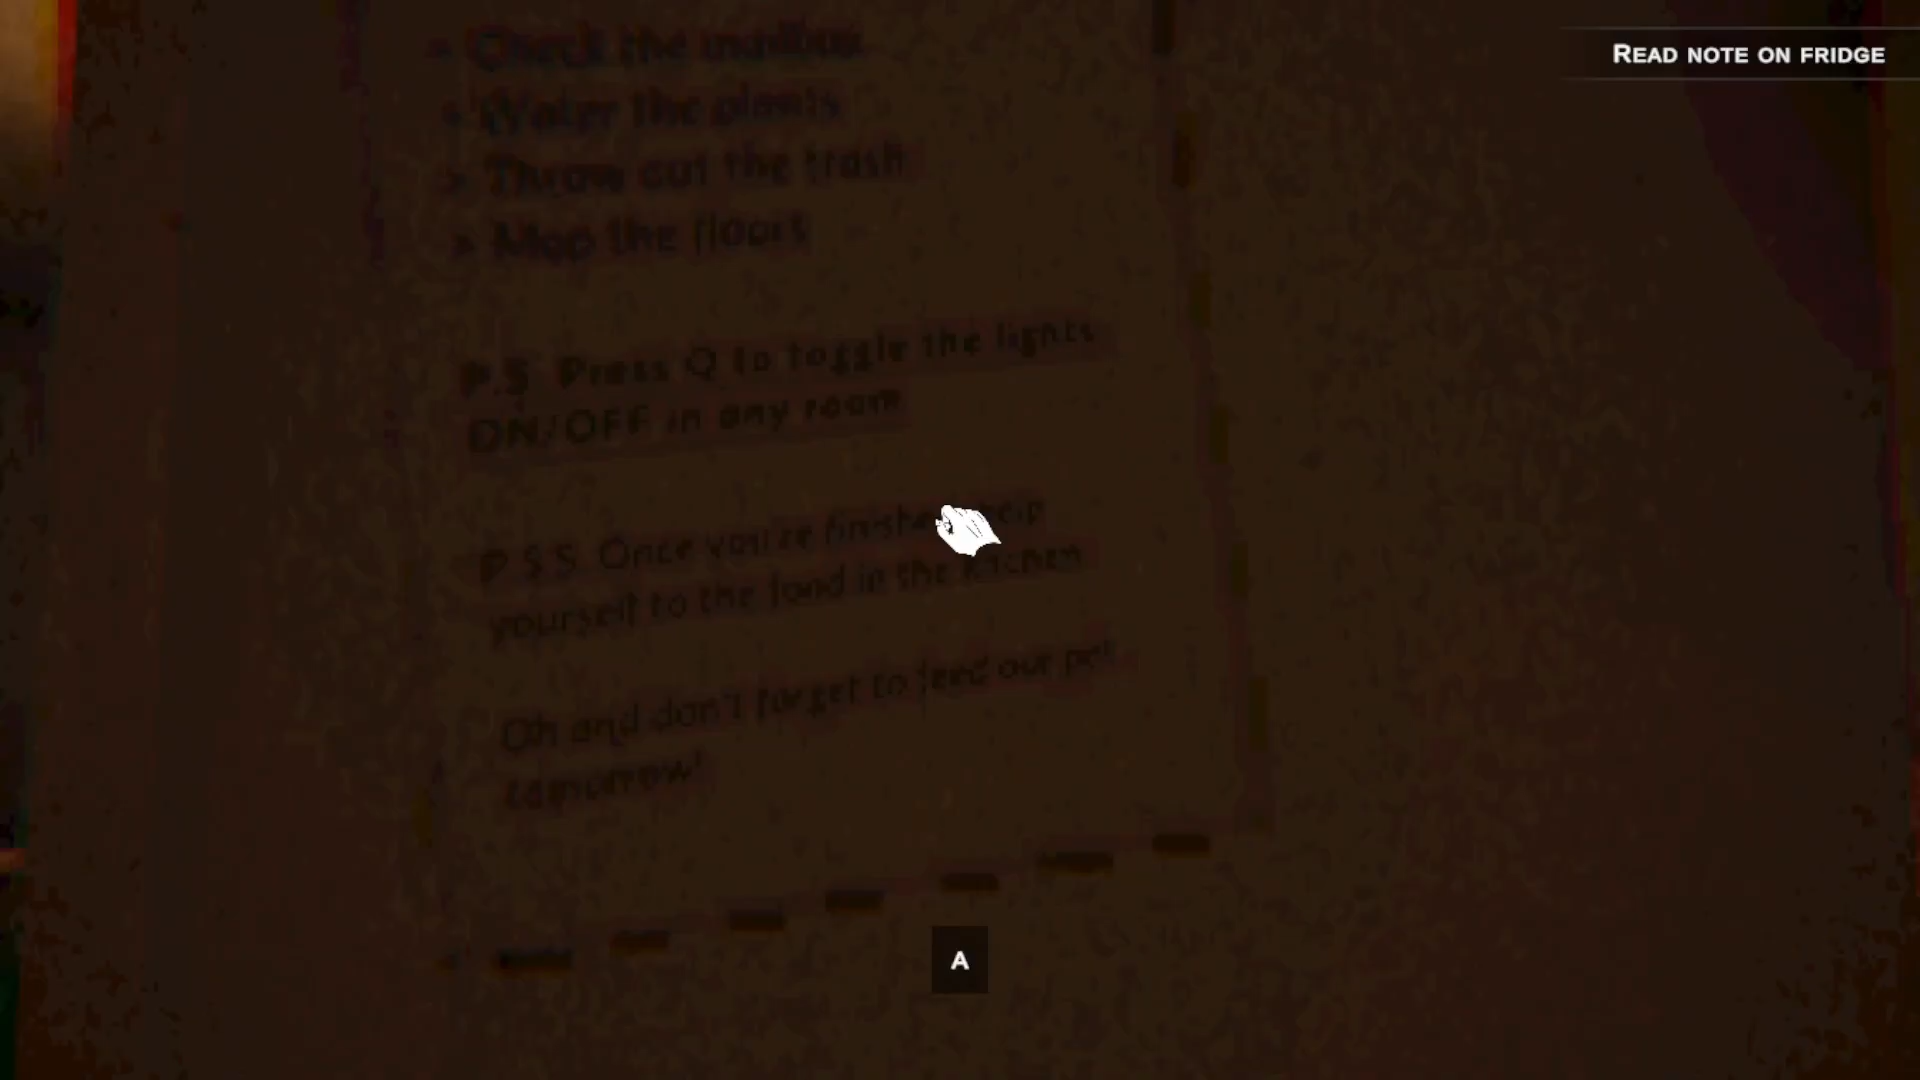 READ NOTE ON FRIDGE
> Check the mailbox
> Water the plants
> Throw out the trash
> Mop the floors
P.S. Press Q to toggle the lights
ON/OFF in any room
P.S.S. Once you're finished help
yourself to the food in the kitchen
Oh and don't forget to feed our pet
tomorrow!
A